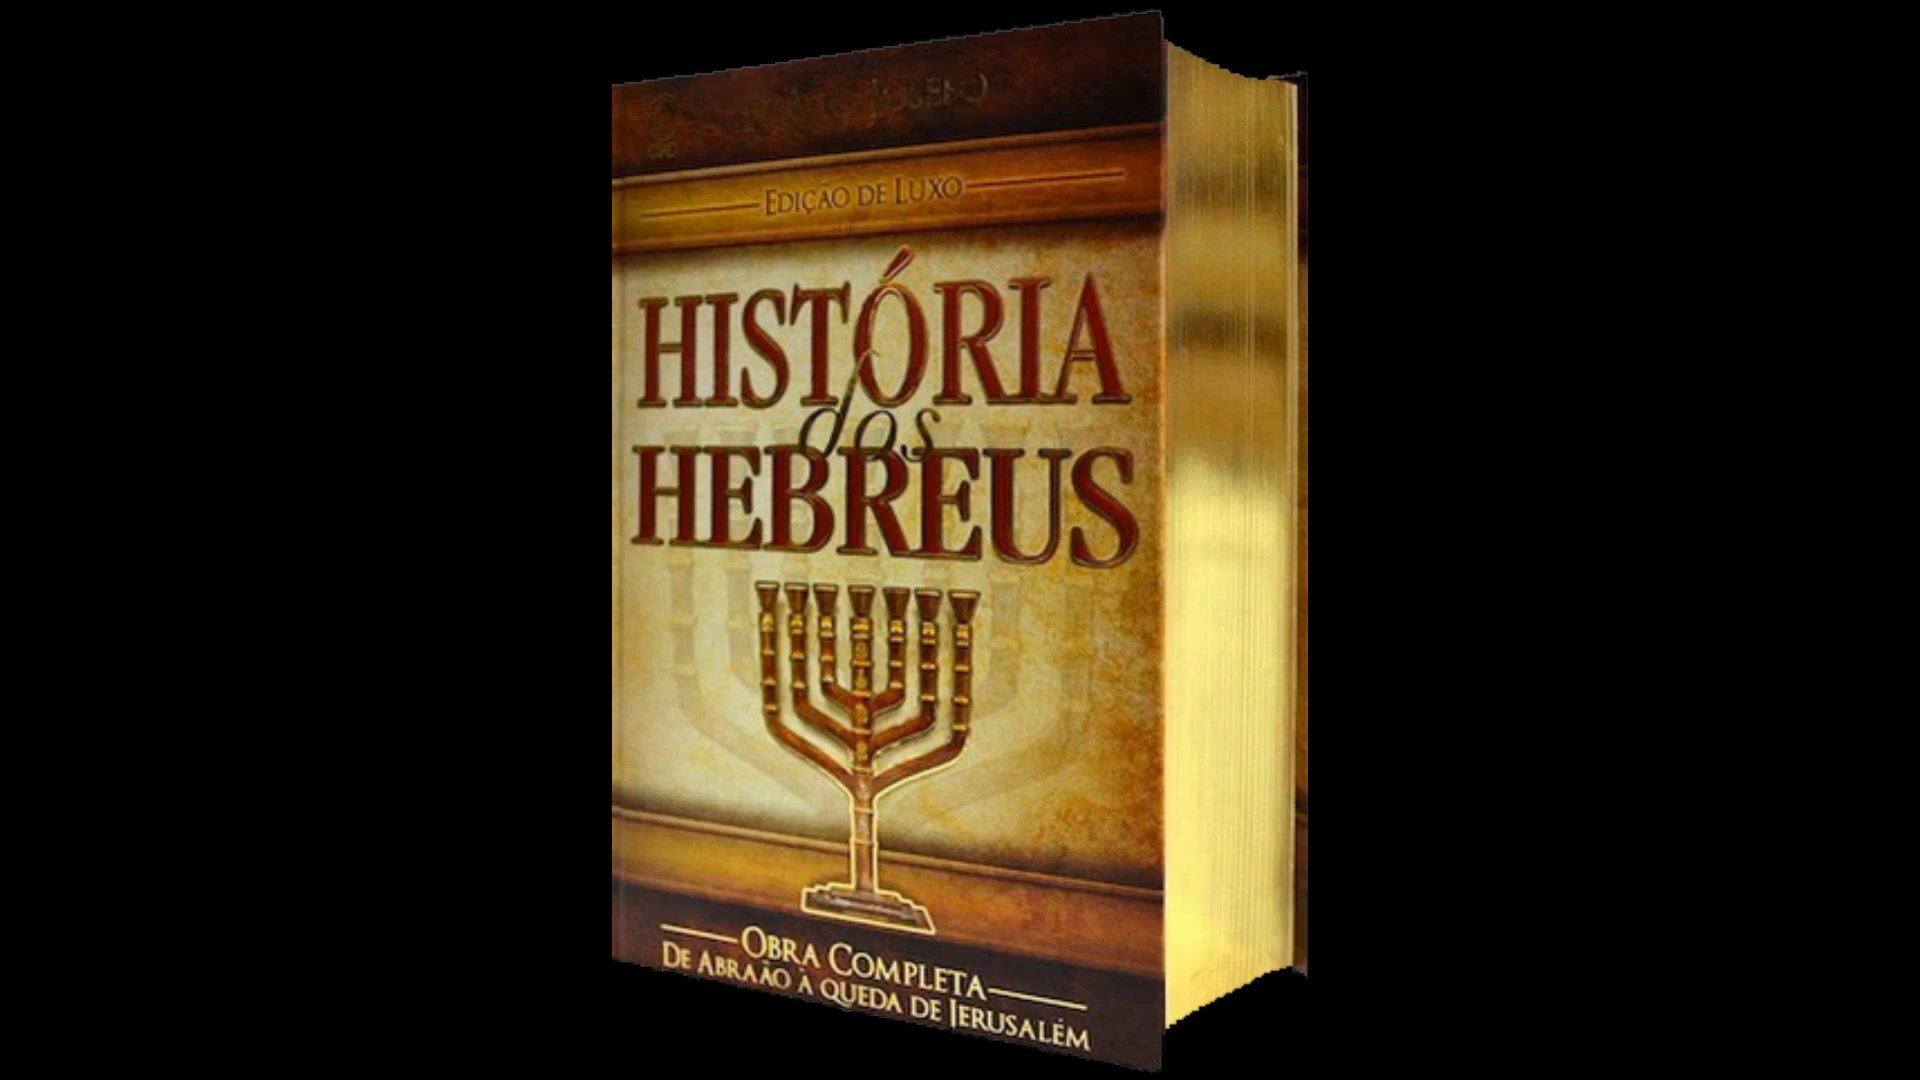 Edição de Luxo
HISTÓRIA
dos
HEBREUS
Obra Completa
De Abraão à queda de Jerusalém